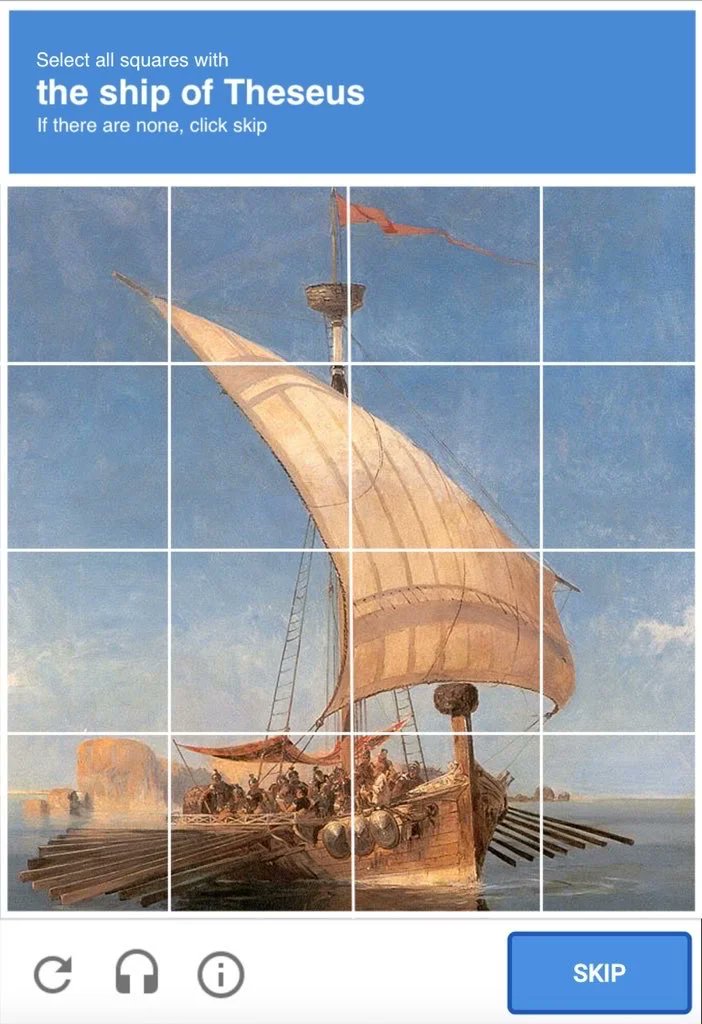 Select all squares with
the ship of Theseus
If there are none, click skip
SKIP